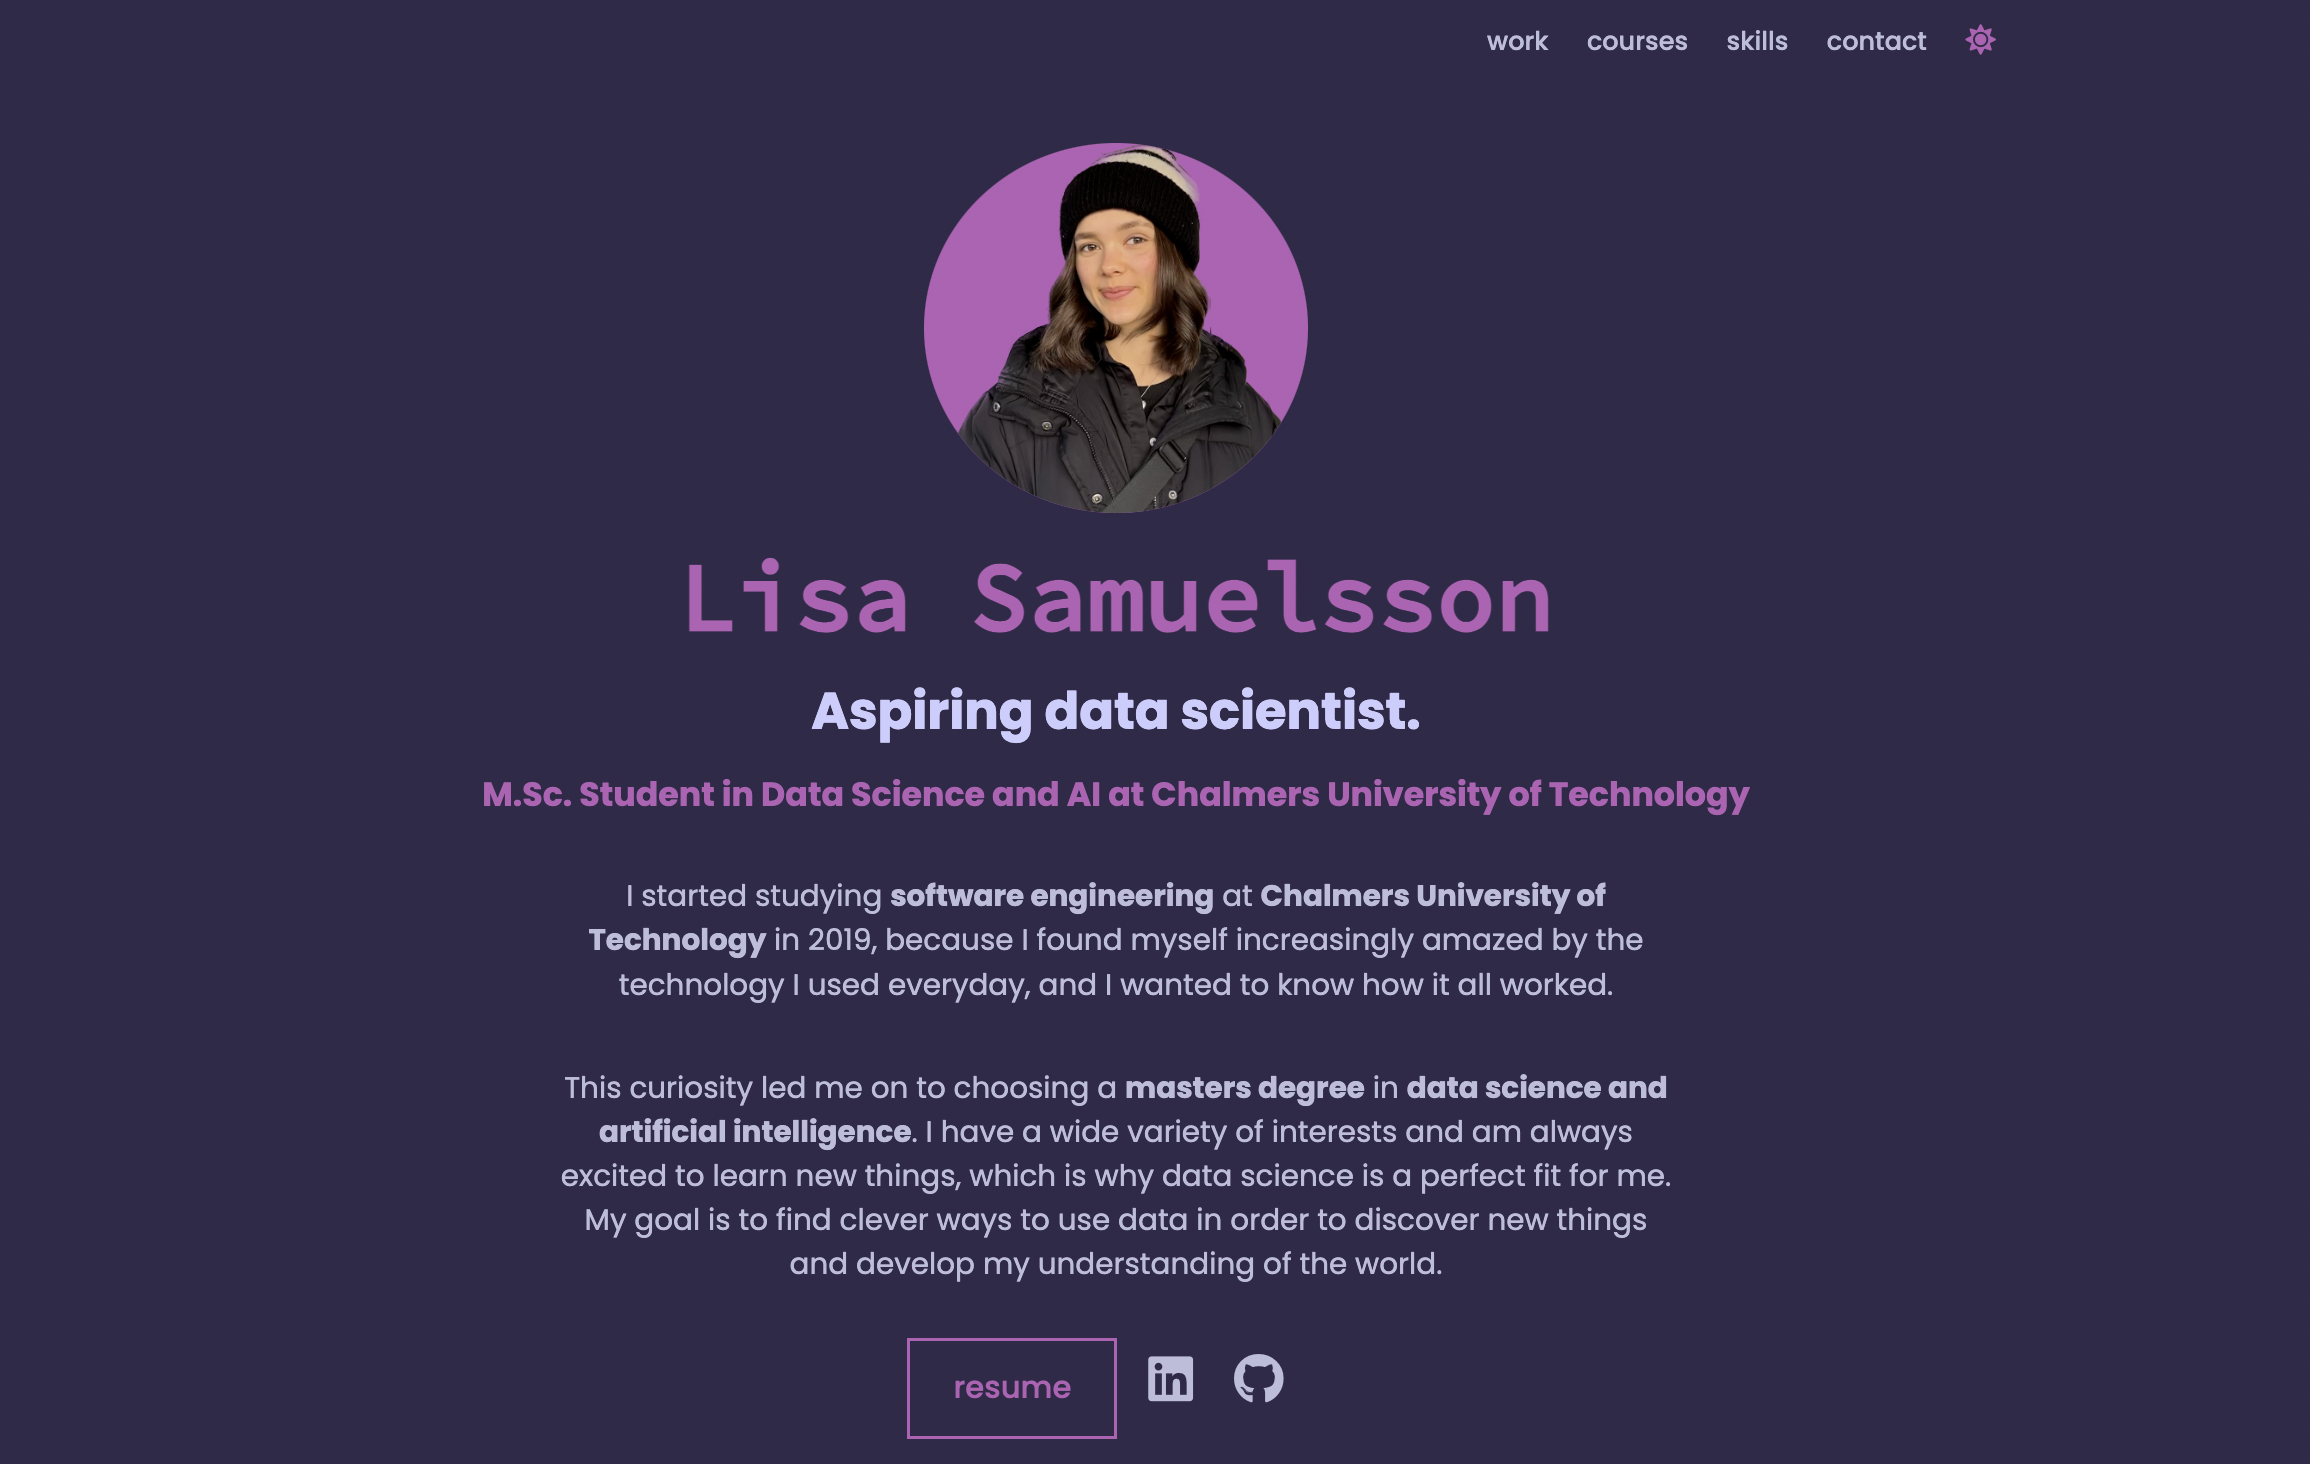 work courses skills contact
Lisa Samuelsson
Aspiring data scientist.
M.Sc. Student in Data Science and AI at Chalmers University of Technology
I started studying software engineering at Chalmers University of
Technology in 2019, because I found myself increasingly amazed by the
technology I used everyday, and I wanted to know how it all worked.
This curiosity led me on to choosing a masters degree in data science and
artificial intelligence. I have a wide variety of interests and am always
excited to learn new things, which is why data science is a perfect fit for me.
My goal is to find clever ways to use data in order to discover new things
and develop my understanding of the world.
resume in